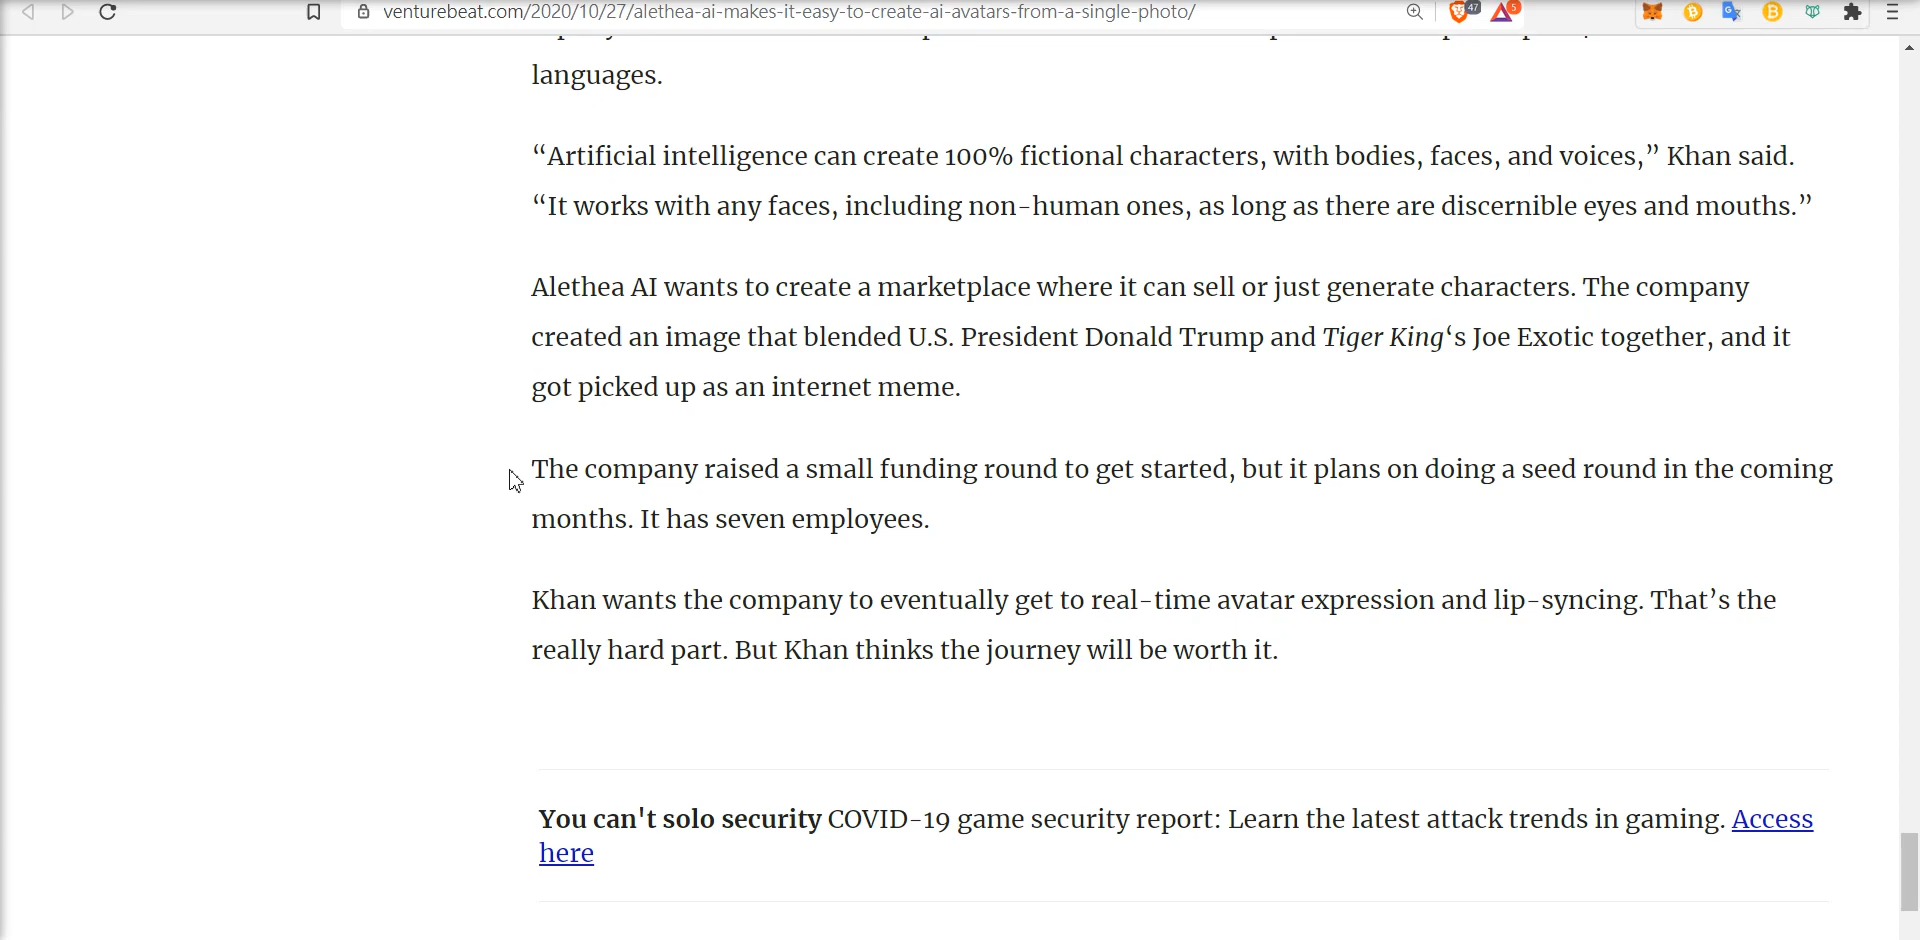 venturebeat.com/2020/10/27/alethea-ai-makes-it-easy-to-create-ai-avatars-from-a-single-photo/
47
5
languages.
“Artificial intelligence can create 100% fictional characters, with bodies, faces, and voices,” Khan said.
“It works with any faces, including non-human ones, as long as there are discernible eyes and mouths.”
Alethea AI wants to create a marketplace where it can sell or just generate characters. The company
created an image that blended U.S. President Donald Trump and Tiger King‘s Joe Exotic together, and it
got picked up as an internet meme.
The company raised a small funding round to get started, but it plans on doing a seed round in the coming
months. It has seven employees.
Khan wants the company to eventually get to real-time avatar expression and lip-syncing. That’s the
really hard part. But Khan thinks the journey will be worth it.
You can't solo security COVID-19 game security report: Learn the latest attack trends in gaming. Access
here